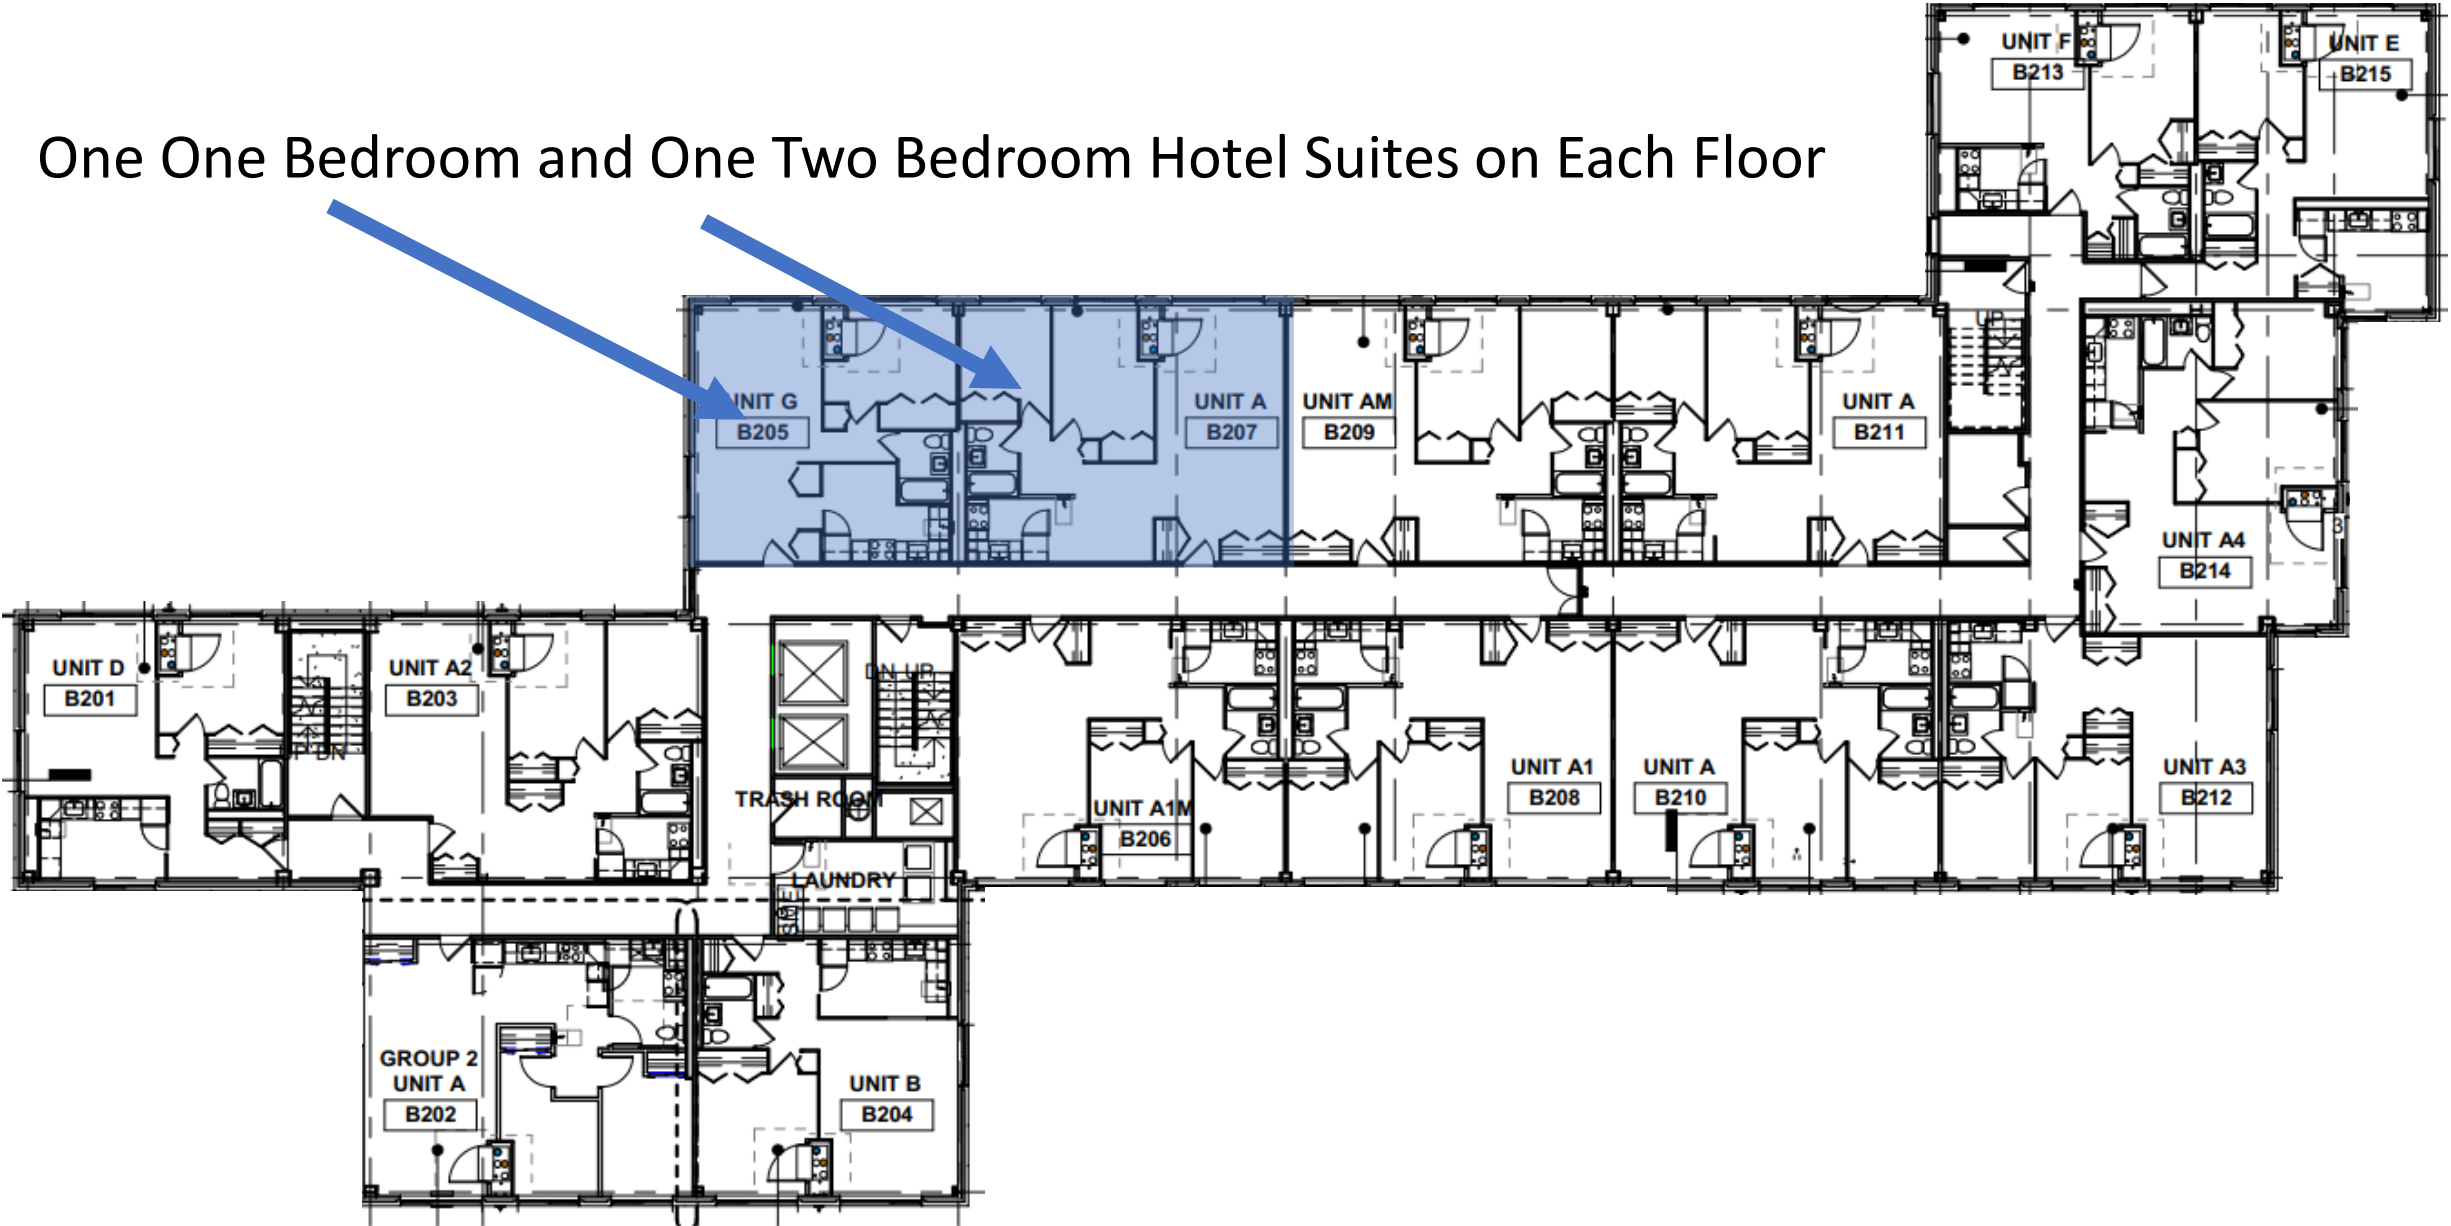 UNIT F
B213
UNIT E
B215
One One Bedroom and One Two Bedroom Hotel Suites on Each Floor
UP
UNIT G
B205
UNIT A
B207
UNIT AM
B209
UNIT A
B211
UNIT A4
B214
3
UNIT D
B201
UP DN
UNIT A2
B203
DN UP
TRASH ROOM
LAUNDRY
UNIT A1M
B206
UNIT A1
B208
UNIT A
B210
UNIT A3
B212
GROUP 2
UNIT A
B202
UNIT B
B204